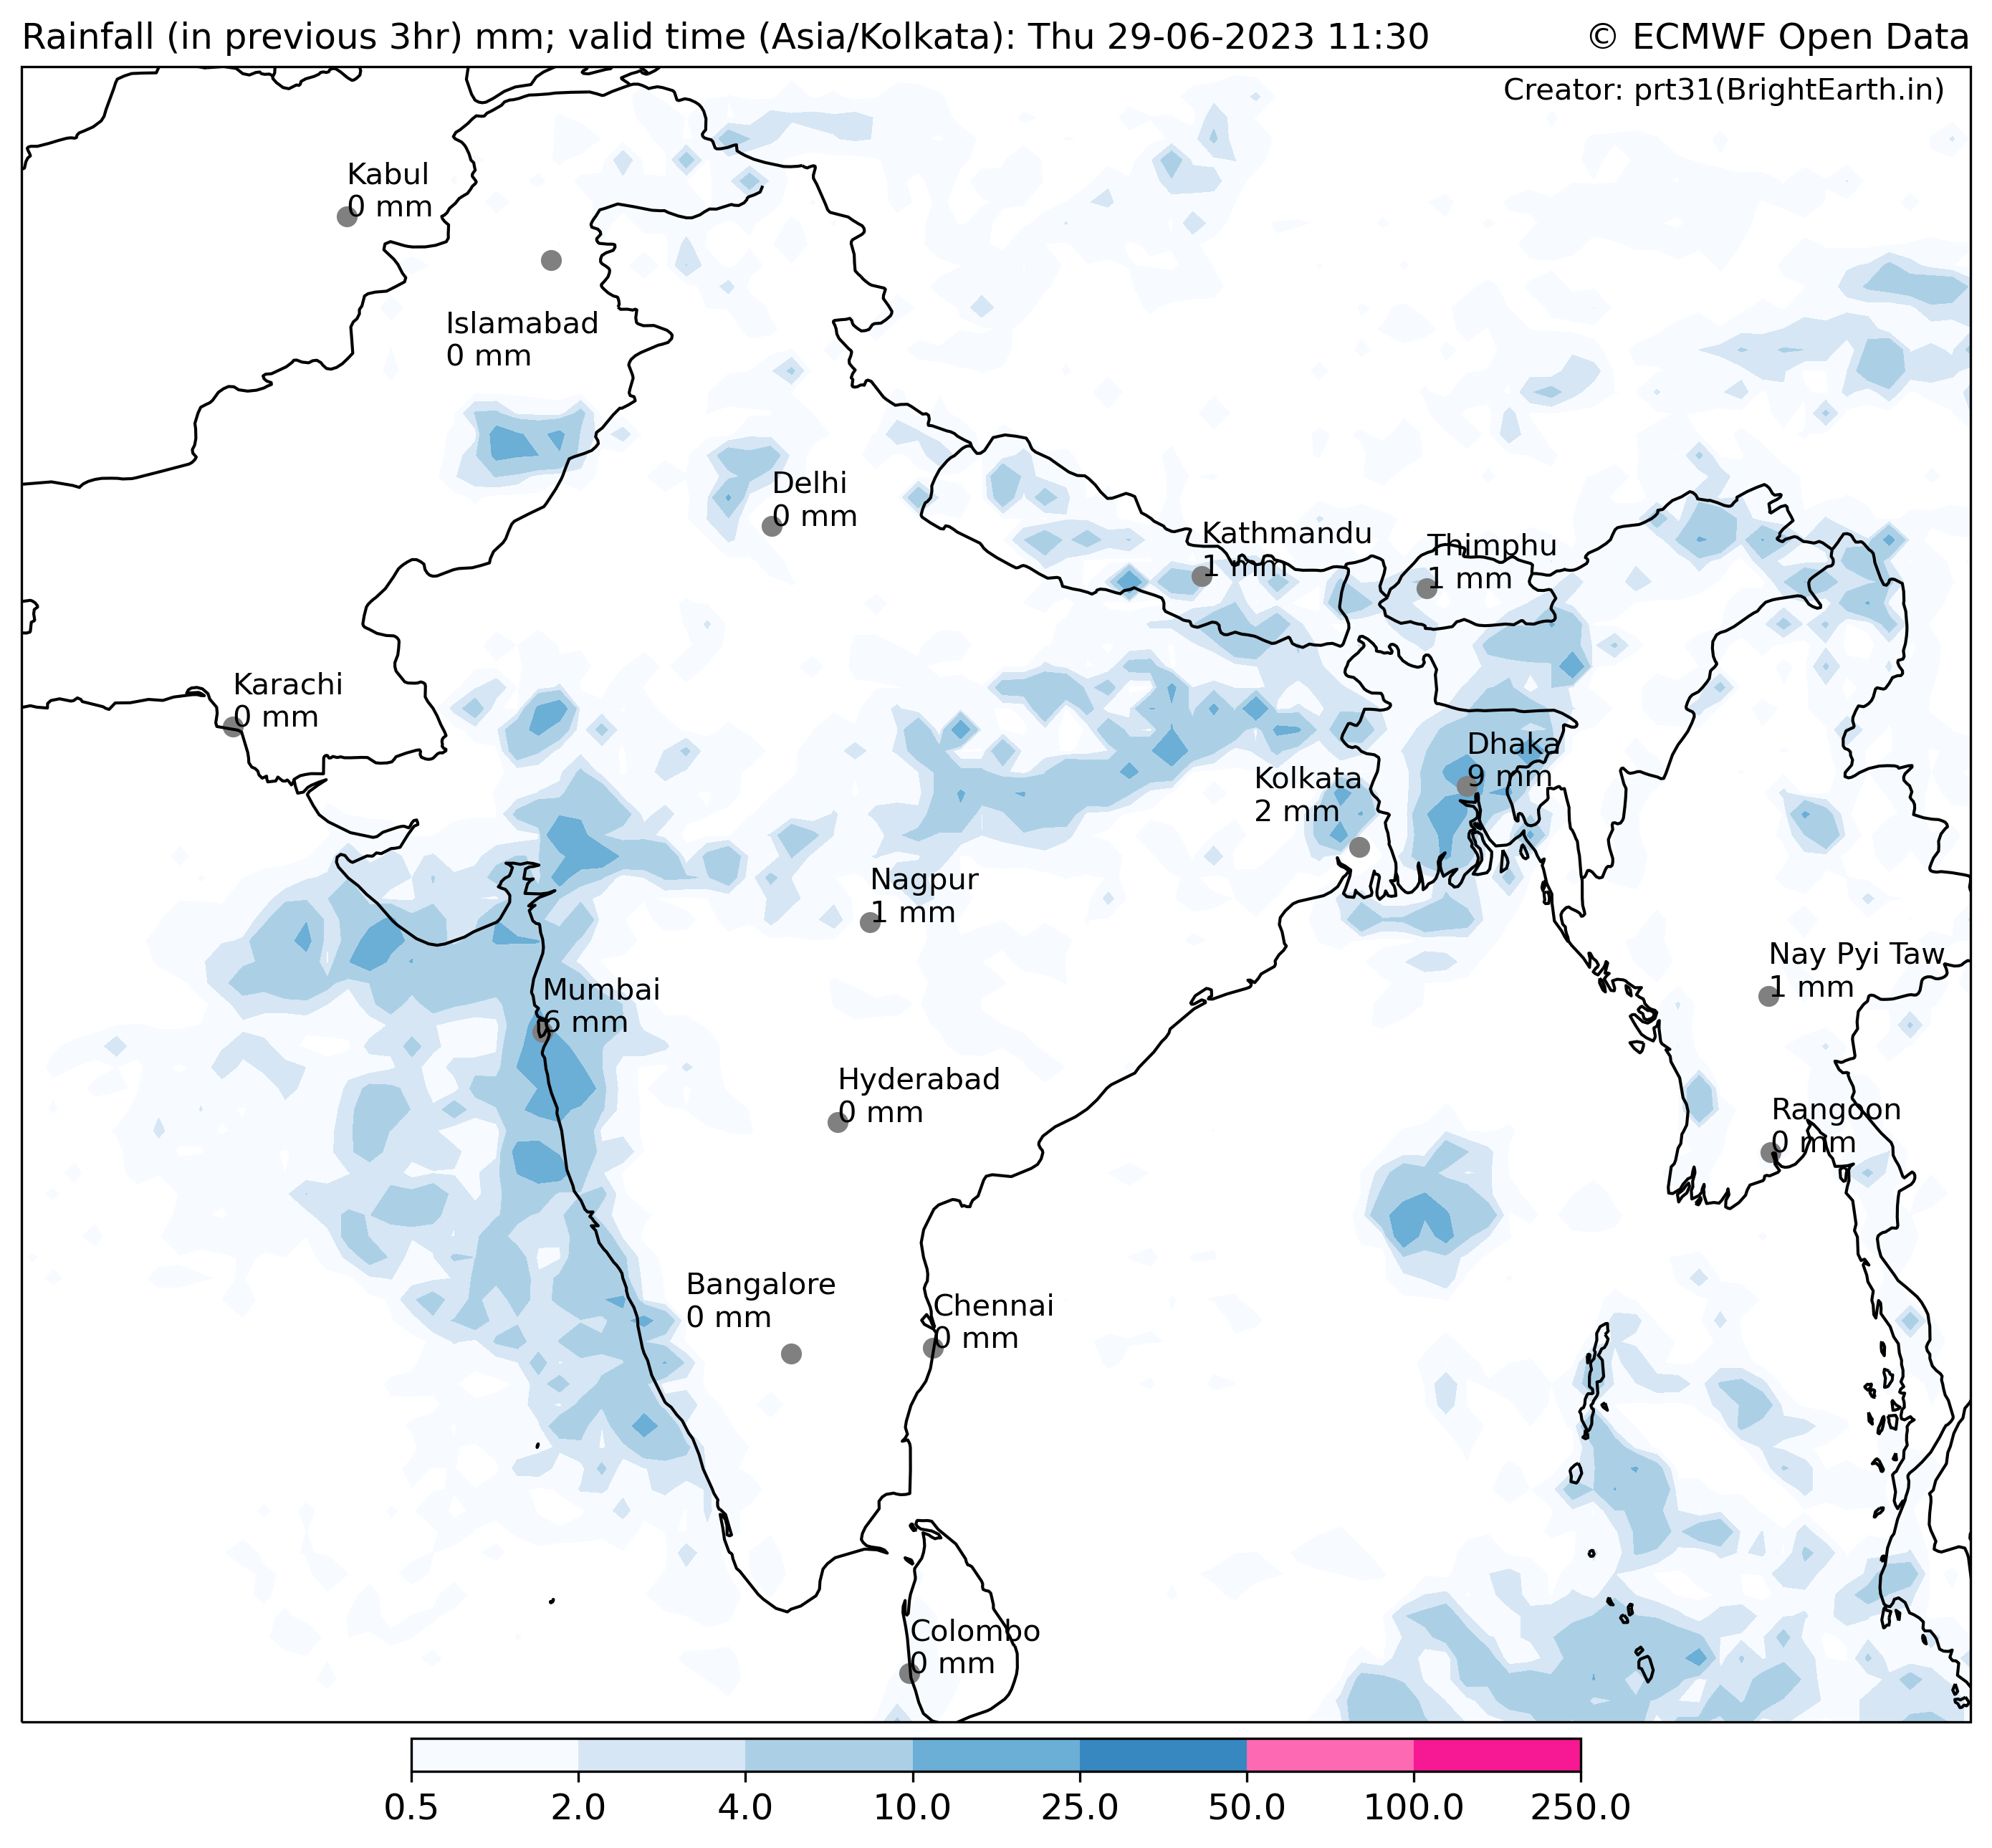 Rainfall (in previous 3hr) mm; valid time (Asia/Kolkata): Thu 29-06-2023 11:30
© ECMWF Open Data
Creator: prt31(BrightEarth.in)
Kabul
0 mm
Islamabad
0 mm
Delhi
0 mm
Kathmandu
1 mm
Thimphu
1 mm
Karachi
0 mm
Dhaka
9 mm
Kolkata
2 mm
Nagpur
1 mm
Nay Pyi Taw
1 mm
Mumbai
6 mm
Hyderabad
0 mm
Rangoon
0 mm
Bangalore
0 mm
Chennai
0 mm
Colombo
0 mm
0.5 2.0 4.0 10.0 25.0 50.0 100.0 250.0